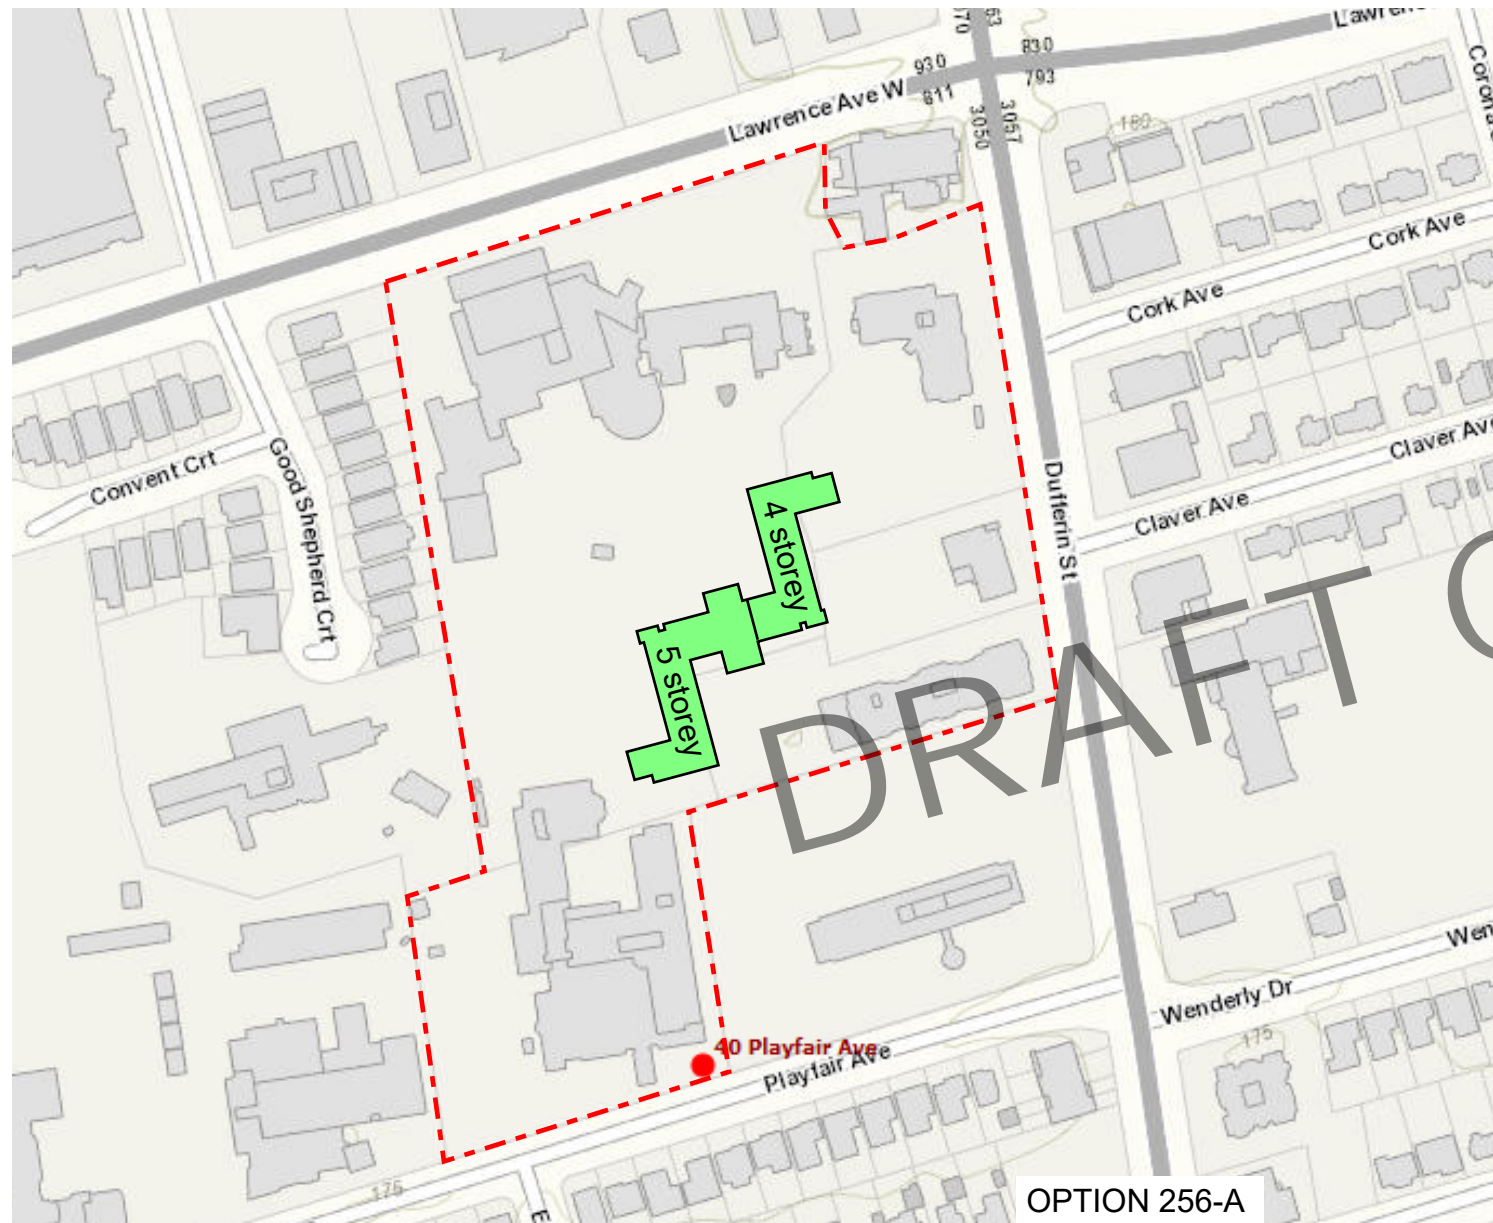 Lawrence Ave W
930
811
830
793
3050
3057
180
Cork Ave
Cork Ave
Claver Ave
Claver Ave
Dufferin St
Convent Crt
Good Shepherd Crt
4 storey
5 storey
DRAFT
40 Playfair Ave
Playfair Ave
Wenderly Dr
175
175
OPTION 256-A